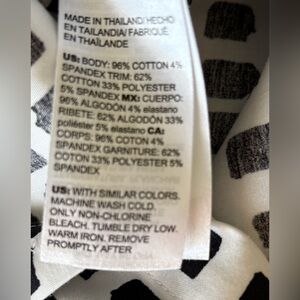 MADE IN THAILAND/HECHO
EN TAILANDIA/FABRIQUÉ
EN THAÏLANDE
US: BODY: 96% COTTON 4%
SPANDEX TRIM: 62%
COTTON 33% POLYESTER
5% SPANDEX MX: CUERPO:
96% ALGODÓN 4% elastano
RIBETE: 62% ALGODÓN 33%
poliéster 5% elastano CA:
CORPS: 96% COTON 4%
SPANDEX GARNITURE: 62%
COTON 33% POLYESTER 5%
SPANDEX
US: WITH SIMILAR COLORS.
MACHINE WASH COLD.
ONLY NON-CHLORINE
BLEACH. TUMBLE DRY LOW.
WARM IRON. REMOVE
PROMPTLY AFTER